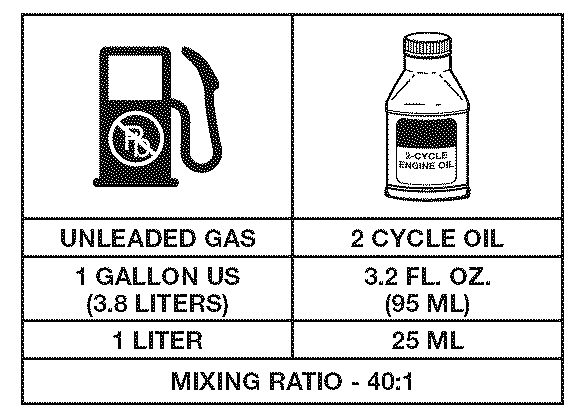 Pb
2-CYCLE
ENGINE OIL
UNLEADED GAS
2 CYCLE OIL
1 GALLON US
(3.8 LITERS)
3.2 FL. OZ.
(95 ML)
1 LITER
25 ML
MIXING RATIO - 40:1